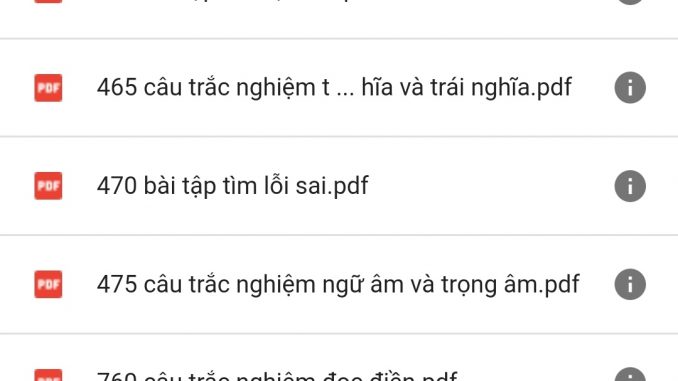 PDF
465 câu trắc nghiệm t ... hĩa và trái nghĩa.pdf
PDF
470 bài tập tìm lỗi sai.pdf
PDF
475 câu trắc nghiệm ngữ âm và trọng âm.pdf
PDF
760 câu trắc nghiệm đọc điền.pdf